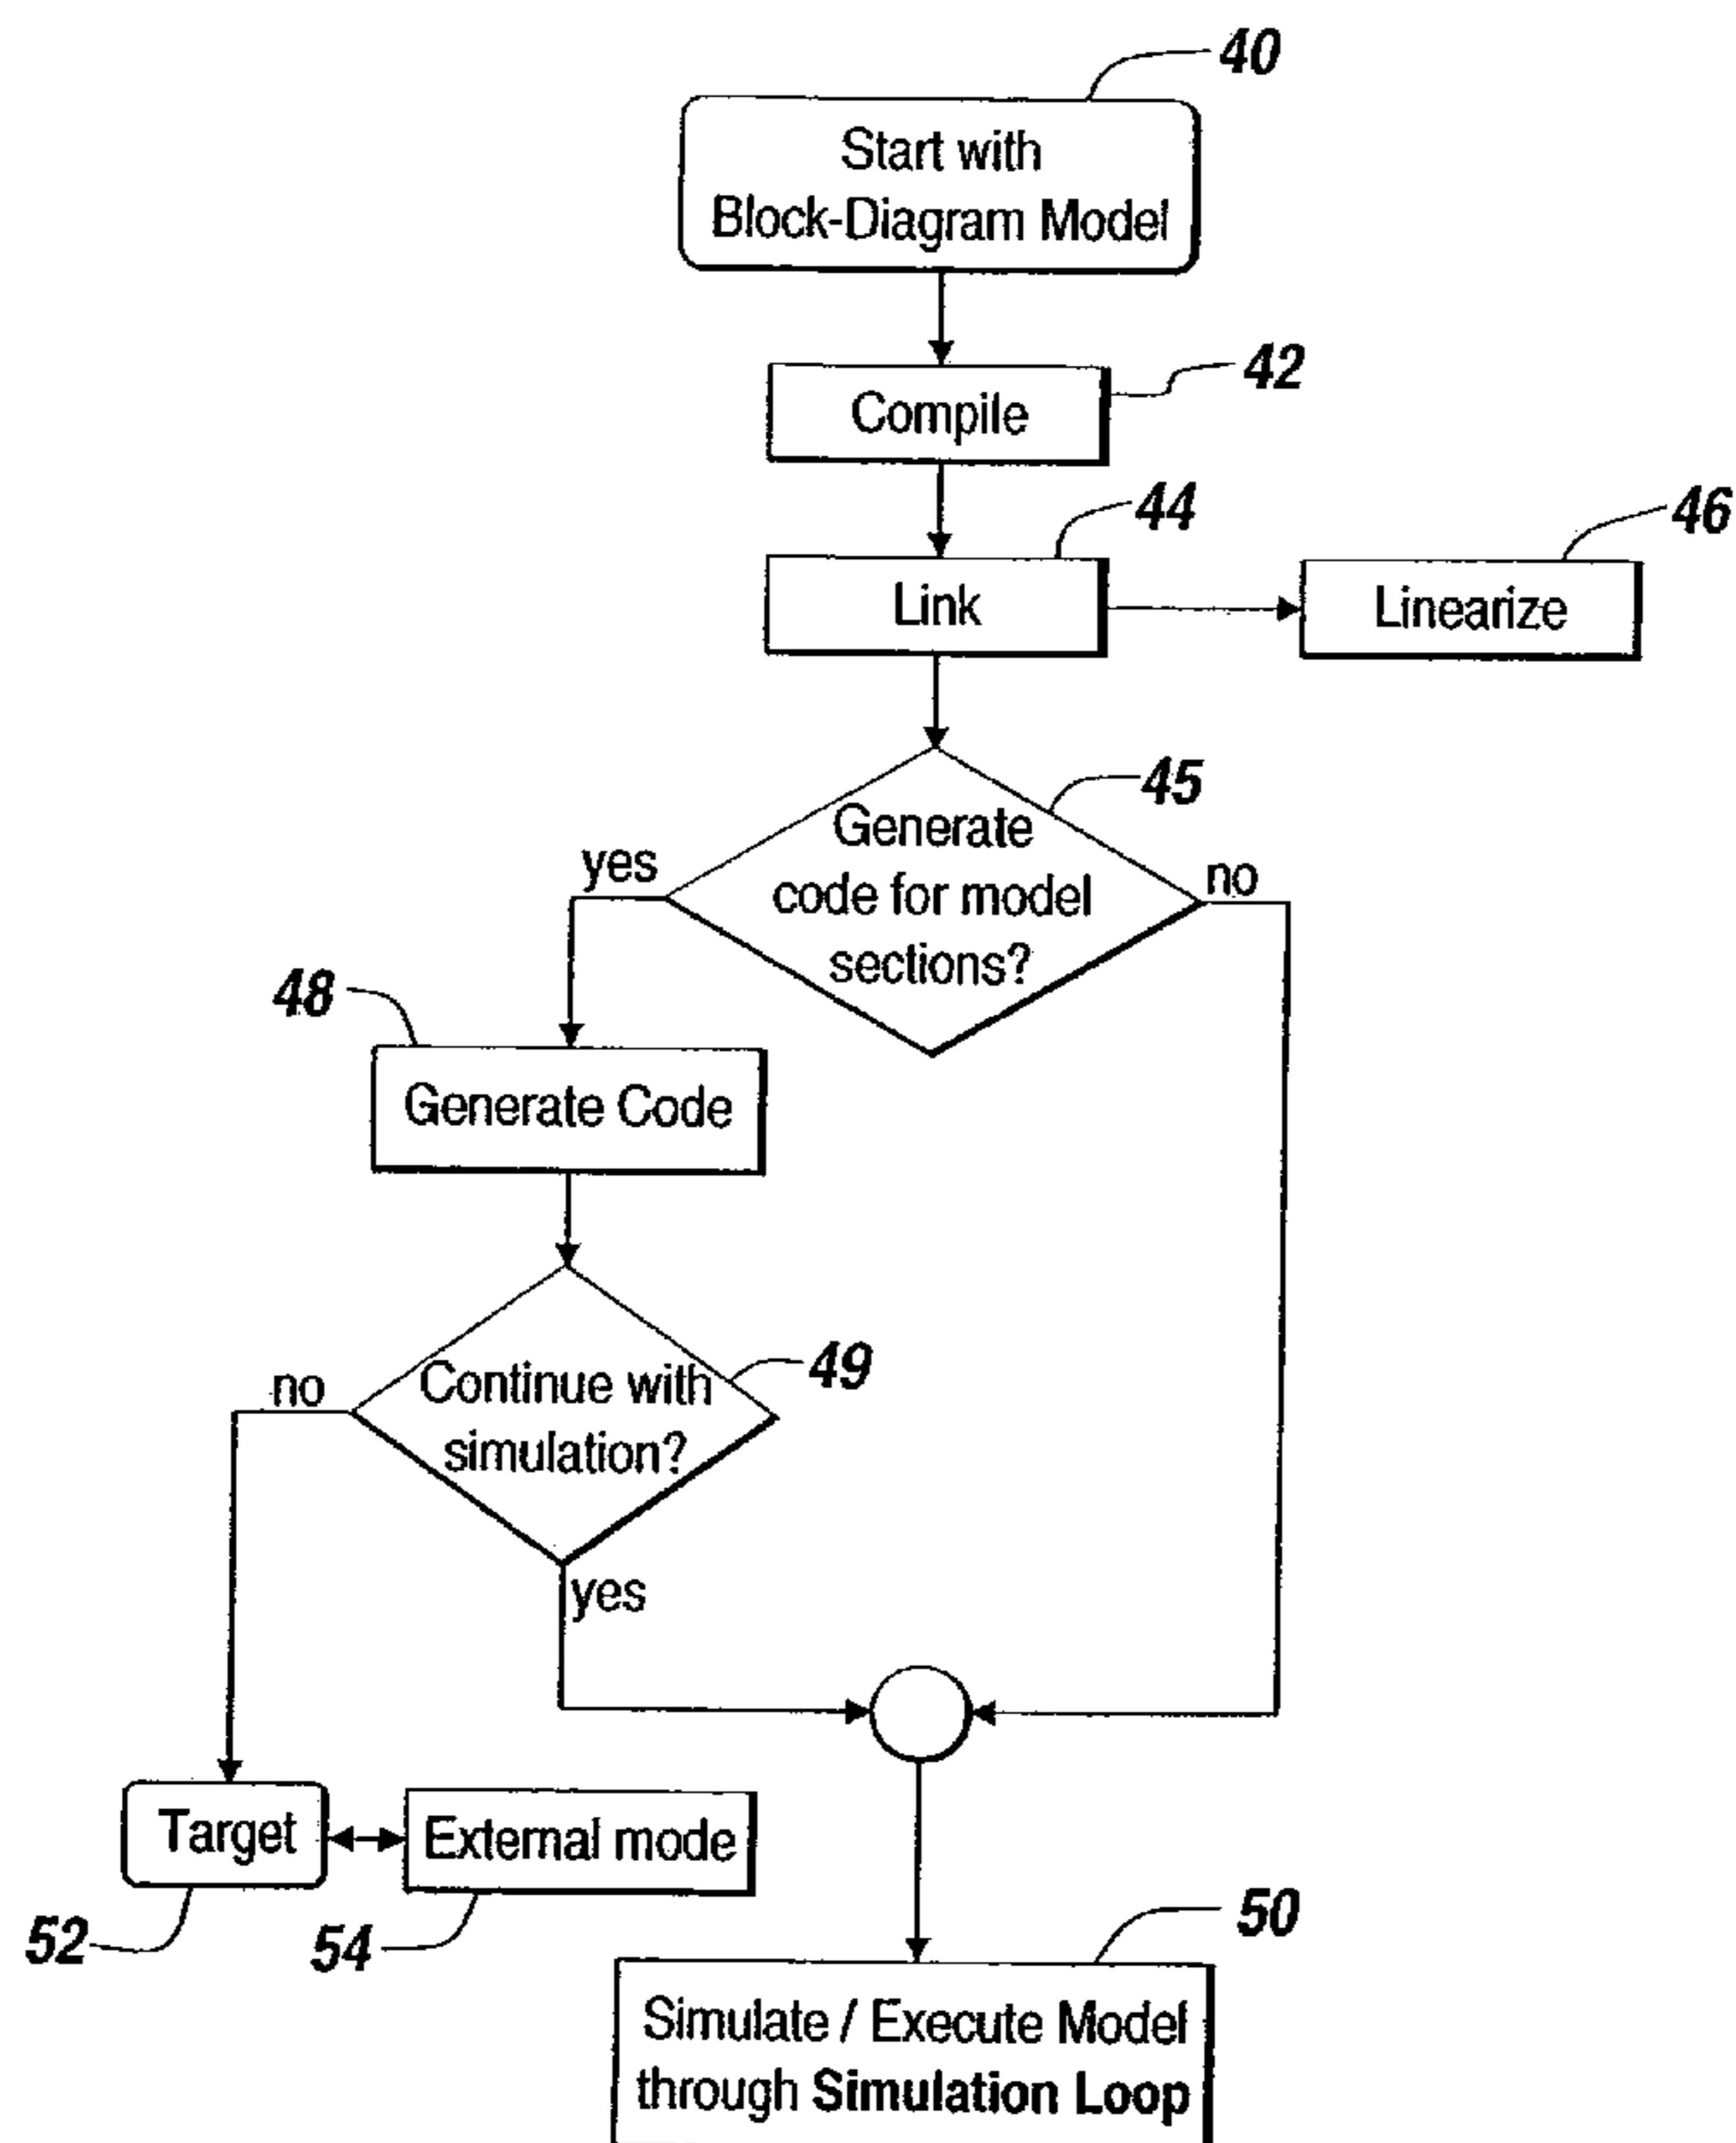 40
Start with
Block-Diagram Model
42
Compile
44
46
Link
Linearize
45
Generate
code for model
sections?
yes
no
48
Generate Code
49
Continue with
simulation?
no
yes
Target
External mode
52
54
50
Simulate / Execute Model
through Simulation Loop